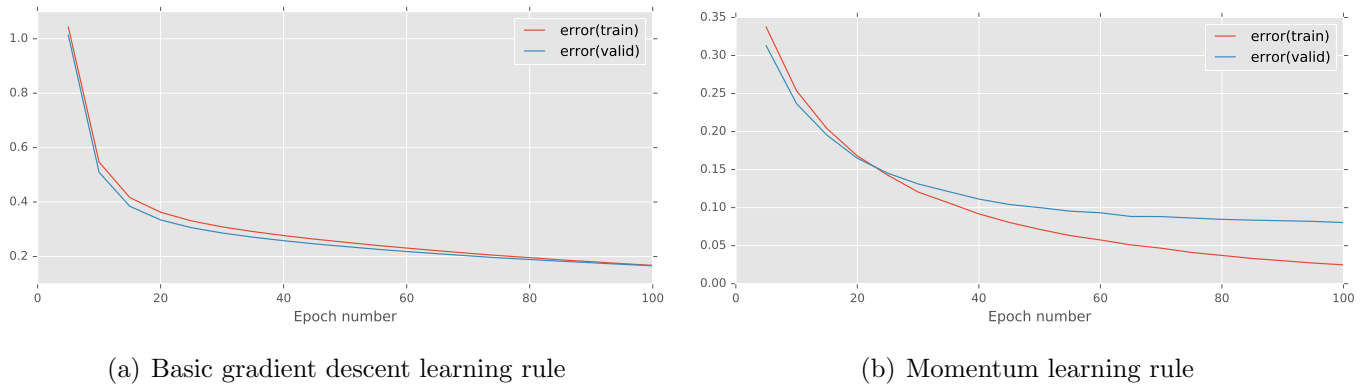 error(train)
error(valid)
1.0
0.8
0.6
0.4
0.2
0 20 40 60 80 100
Epoch number
(a) Basic gradient descent learning rule
error(train)
error(valid)
0.35
0.30
0.25
0.20
0.15
0.10
0.05
0.00
0 20 40 60 80 100
Epoch number
(b) Momentum learning rule